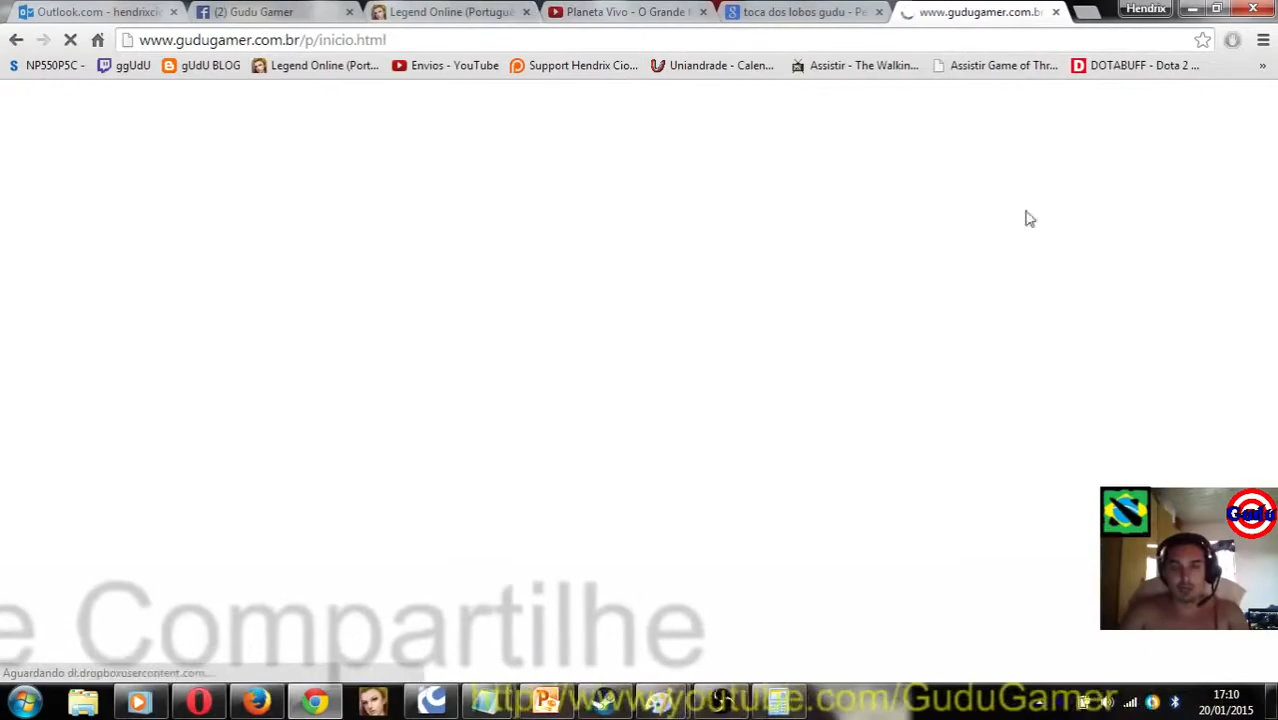 Outlook.com - hendrixci
(2) Gudu Gamer
Legend Online (Portugu
Planeta Vivo - O Grande
toca dos lobos gudu - Pe
www.gudugamer.com.b
Hendrix
www.gudugamer.com.br/p/inicio.html
NP550P5C -
ggUdU
gUdU BLOG
Legend Online (Port...
Envios - YouTube
Support Hendrix Cio...
Uniandrade - Calen...
Assistir - The Walkin...
Assistir Game of Thr...
DOTABUFF - Dota 2 ...
Gudu
e Compartilhe
Aguardando dl.dropboxusercontent.com...
http://www.youtube.com/GuduGamer
17:10
20/01/2015